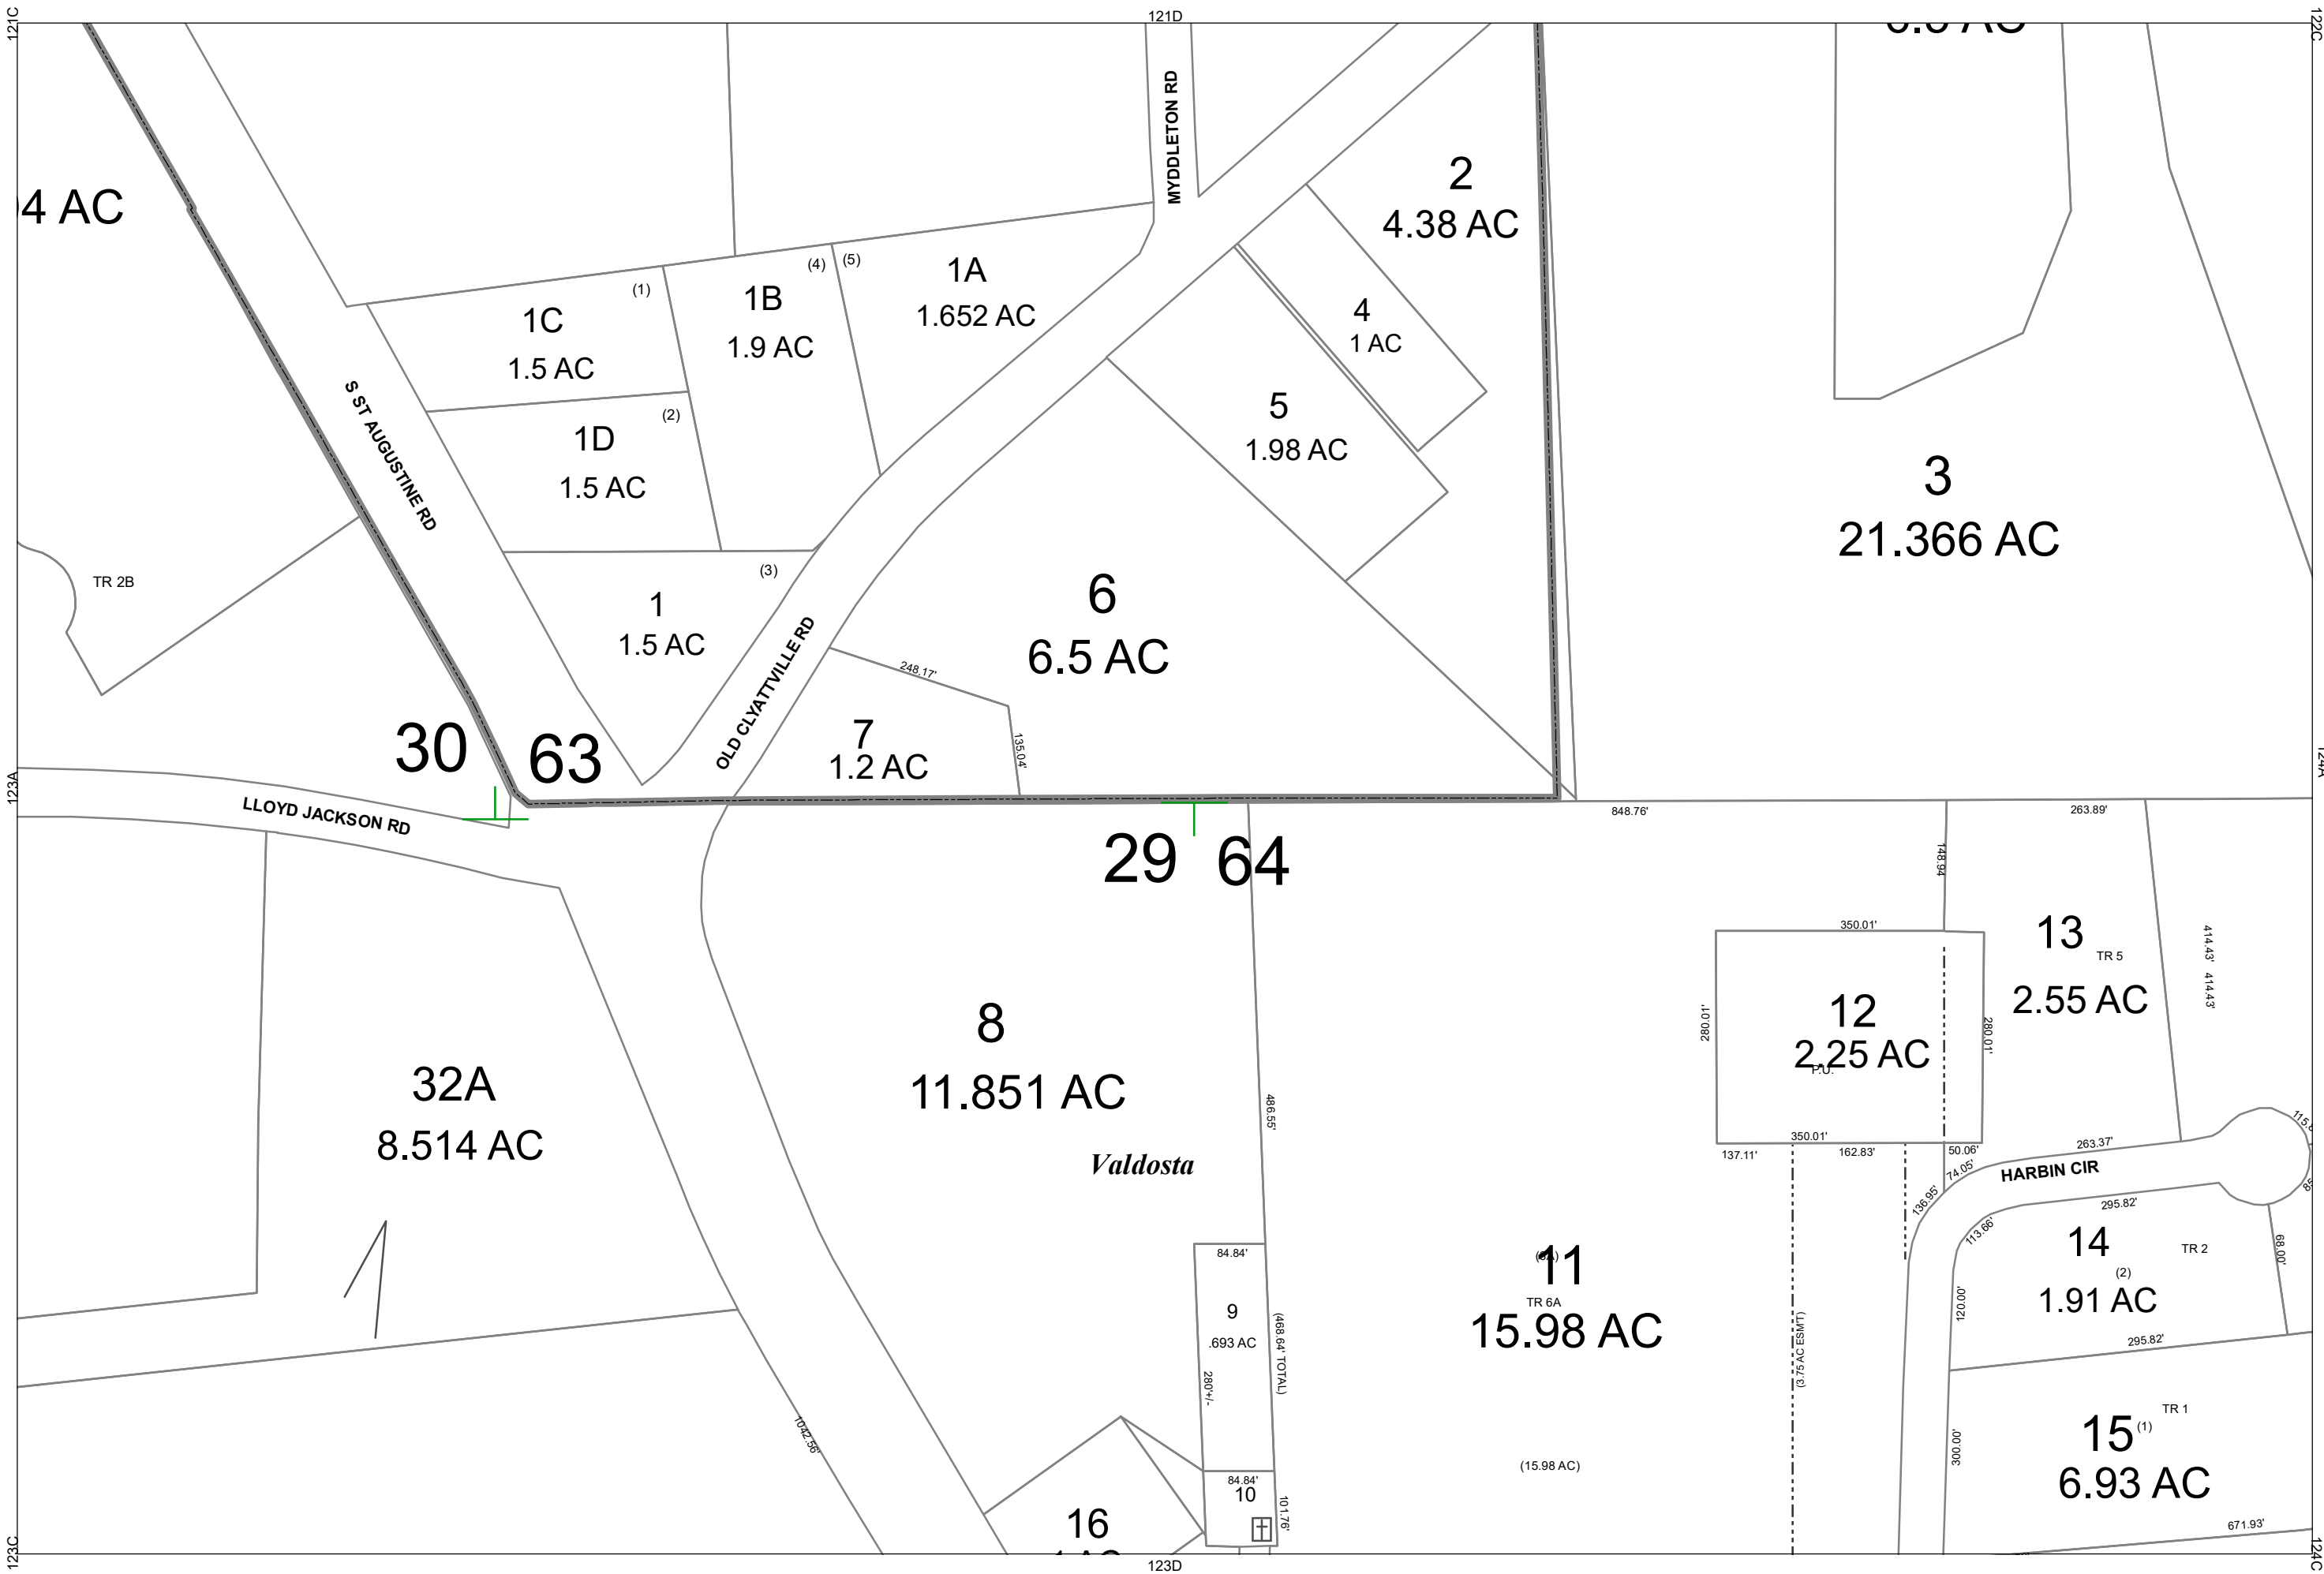 121C
121D
122C
4 AC
MYDDLETON RD
2
4.38 AC
(4)
(5)
1A
1.652 AC
(1)
1B
1.9 AC
1C
1.5 AC
4
1 AC
S ST AUGUSTINE RD
(2)
1D
1.5 AC
5
1.98 AC
3
21.366 AC
TR 2B
(3)
1
1.5 AC
6
6.5 AC
OLD CLYATTVILLE RD
248.17'
135.04'
7
1.2 AC
30
63
123A
124A
LLOYD JACKSON RD
848.76'
263.89'
29
64
148.94
350.01'
13
TR 5
2.55 AC
414.43'
414.43'
280.01'
12
2.25 AC
P.U.
280.01'
8
11.851 AC
32A
8.514 AC
486.55'
Valdosta
350.01'
137.11'
162.83'
50.06'
74.05'
263.37'
HARBIN CIR
136.95'
113.66'
295.82'
84.84'
11
TR 6A
15.98 AC
14
TR 2
(2)
1.91 AC
68.00'
120.00'
295.82'
9
.693 AC
280'+/-
(468.64' TOTAL)
(3.75 AC ESM'T)
1042.56'
15
(1)
TR 1
6.93 AC
300.00'
(15.98 AC)
84.84'
10
101.76'
16
671.93'
123C
123D
124C